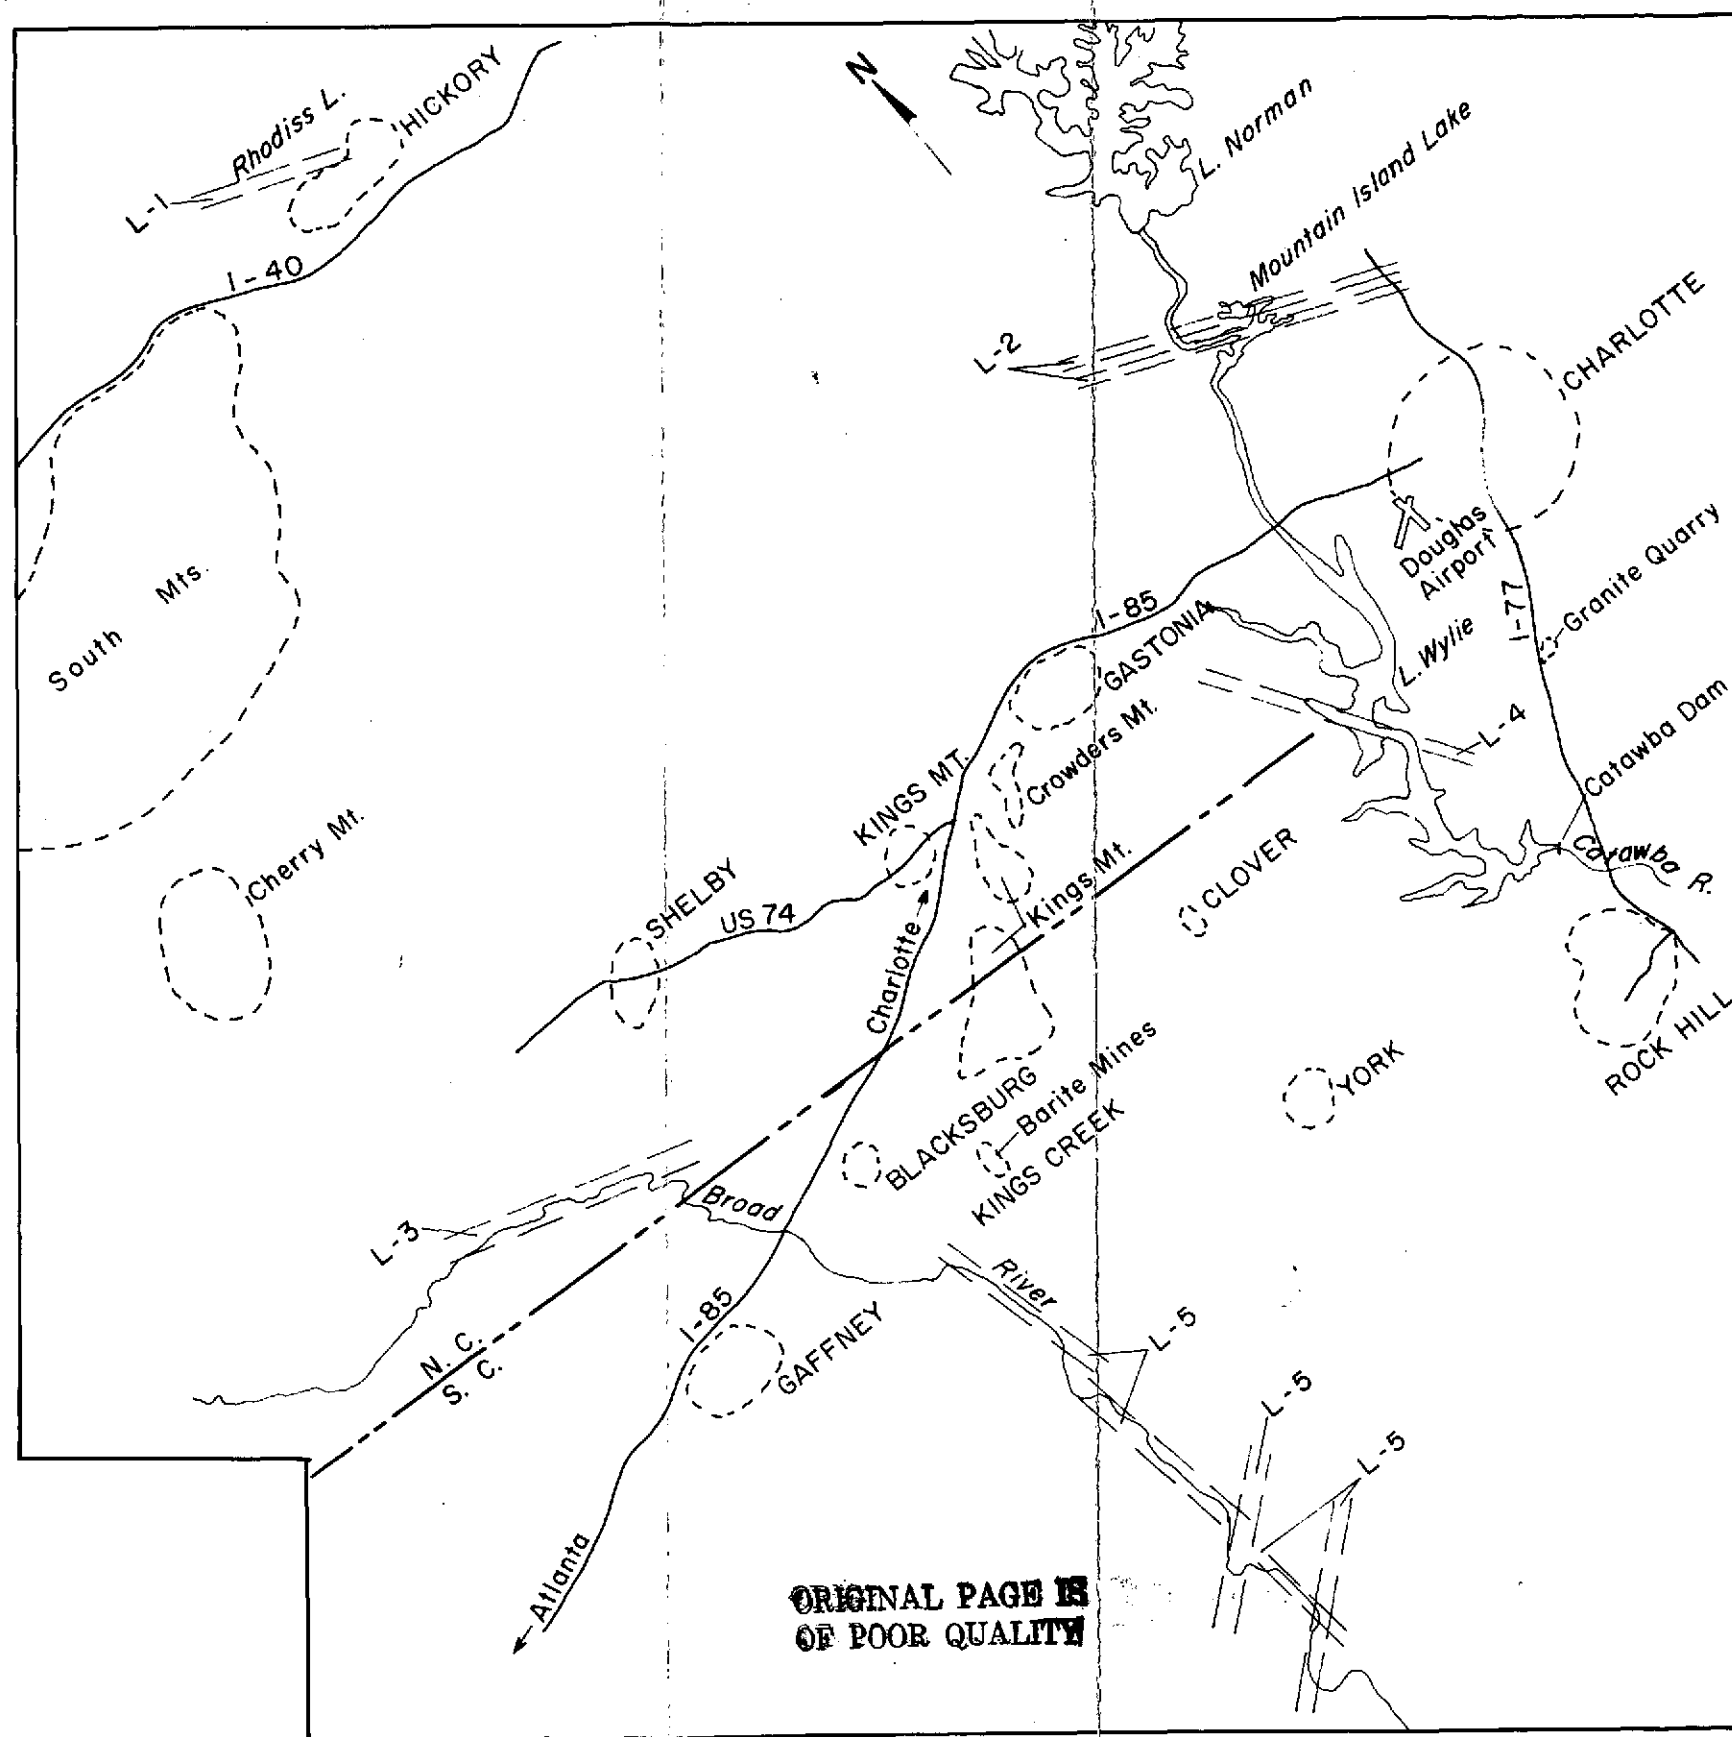 N
HICKORY
Rhodiss L.
L-1
I-40
L. Norman
Mountain Island Lake
L-2
CHARLOTTE
Douglas
Airport
Granite Quarry
I-77
I-85
GASTONIA
L. Wylie
South Mts.
Crowders Mt.
L-4
Catawba Dam
KINGS MT.
Cherry Mt.
Kings Mt.
CLOVER
Catawba R.
SHELBY
US 74
Charlotte
ROCK HILL
YORK
BLACKSBURG
Barite Mines
KINGS CREEK
L-3
Broad
River
I-85
GAFFNEY
N. C.
S. C.
L-5
L-5
L-5
Atlanta
ORIGINAL PAGE IS
OF POOR QUALITY